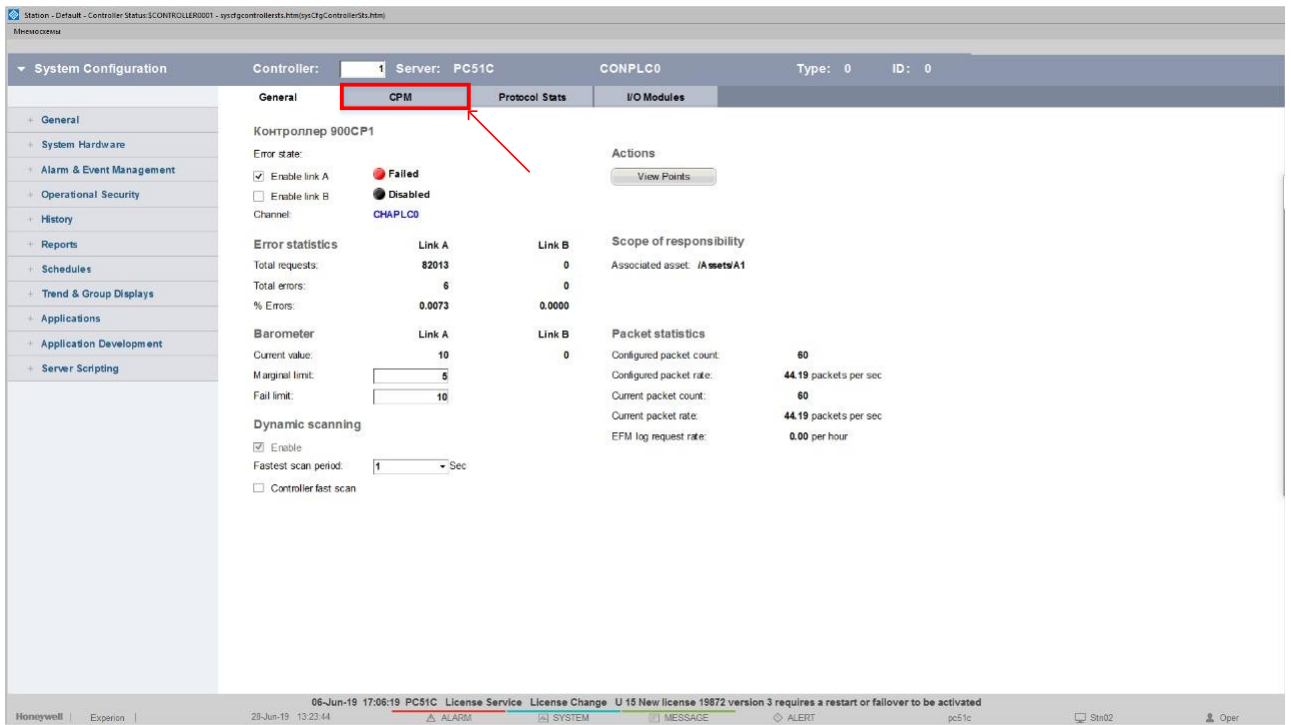 Station - Default - Controller Status:$CONTROLLER0001 - syscfgcontrollersts.htm(sysCfgControllerSts.htm)
Мнемосхемы
System Configuration
Controller: 1 Server: PC51C CONPLC0 Type: 0 ID: 0
General CPM Protocol Stats I/O Modules
General
System Hardware
Alarm & Event Management
Operational Security
History
Reports
Schedules
Trend & Group Displays
Applications
Application Development
Server Scripting
Контроллер 900CP1
Error state:
Enable link A Failed
Enable link B Disabled
Channel: CHAPLC0
Actions
View Points
Error statistics Link A Link B
Total requests: 82013 0
Total errors: 6 0
% Errors: 0.0073 0.0000
Scope of responsibility
Associated asset: /Assets/A1
Barometer Link A Link B
Current value: 10 0
Marginal limit: 5
Fail limit: 10
Packet statistics
Configured packet count: 60
Configured packet rate: 44.19 packets per sec
Current packet count: 60
Current packet rate: 44.19 packets per sec
EFM log request rate: 0.00 per hour
Dynamic scanning
Enable
Fastest scan period: 1 Sec
Controller fast scan
06-Jun-19 17:06:19 PC51C License Service License Change U 15 New license 19872 version 3 requires a restart or failover to be activated
Honeywell | Experion | 28-Jun-19 13:23:44 ALARM SYSTEM MESSAGE ALERT pc51c Stn02 Oper